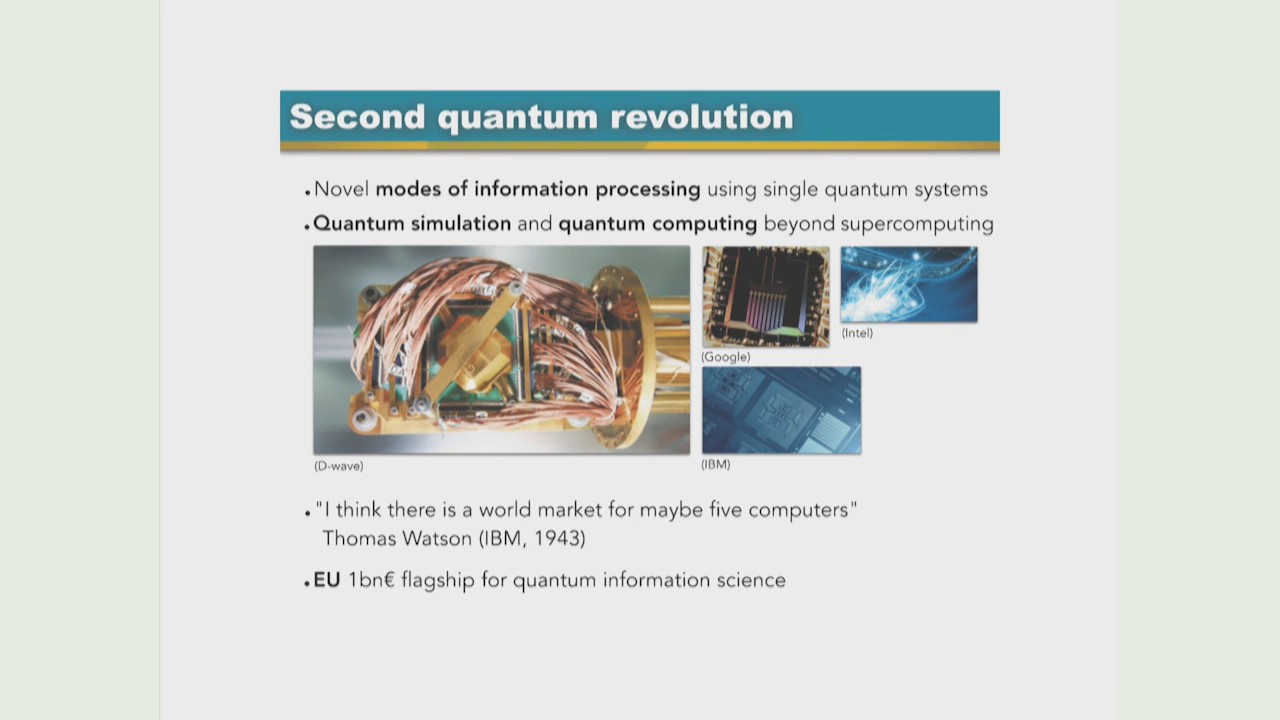 Second quantum revolution
Novel modes of information processing using single quantum systems
Quantum simulation and quantum computing beyond supercomputing
(Intel)
(Google)
(D-wave)
(IBM)
"I think there is a world market for maybe five computers"
Thomas Watson (IBM, 1943)
EU 1bn€ flagship for quantum information science